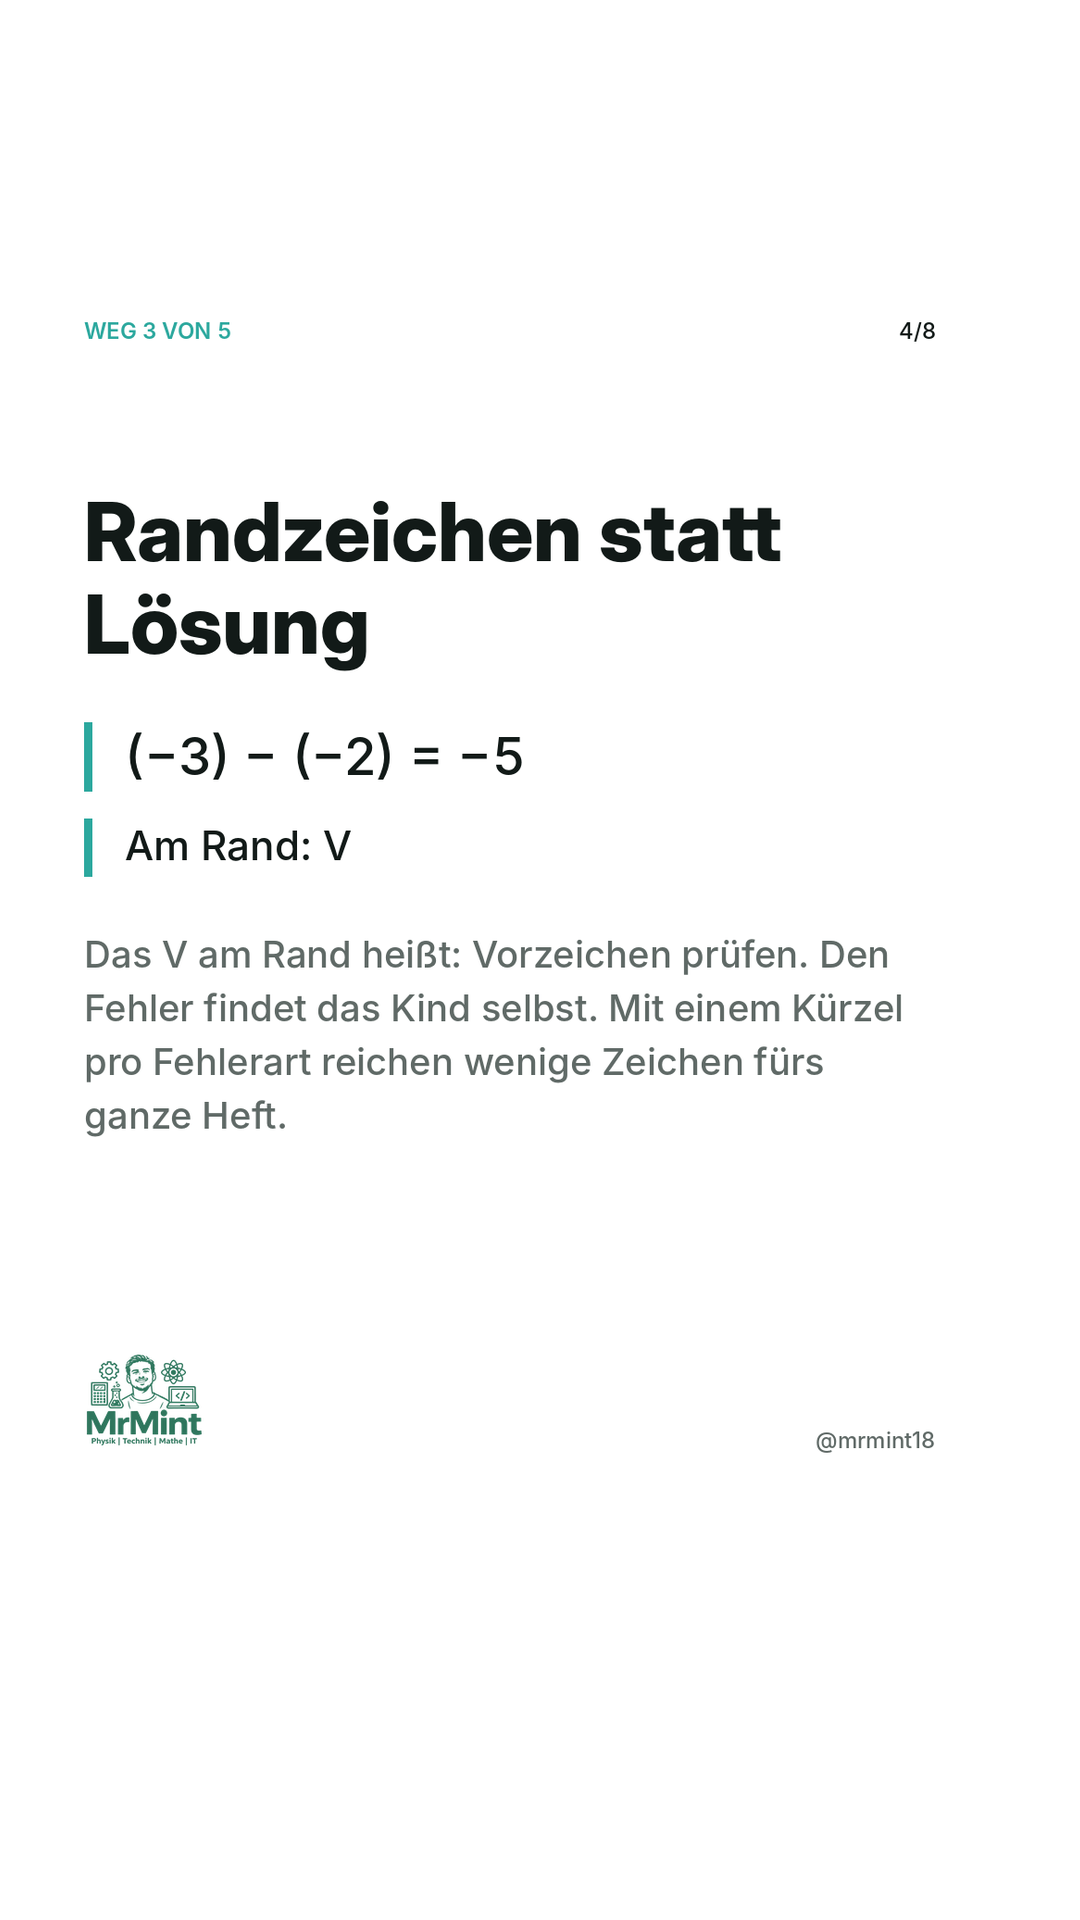 WEG 3 VON 5
4/8
Randzeichen statt
Lösung
(−3) − (−2) = −5
Am Rand: V
Das V am Rand heißt: Vorzeichen prüfen. Den
Fehler findet das Kind selbst. Mit einem Kürzel
pro Fehlerart reichen wenige Zeichen fürs
ganze Heft.
</>
MrMint
Physik | Technik | Mathe | IT
@mrmint18